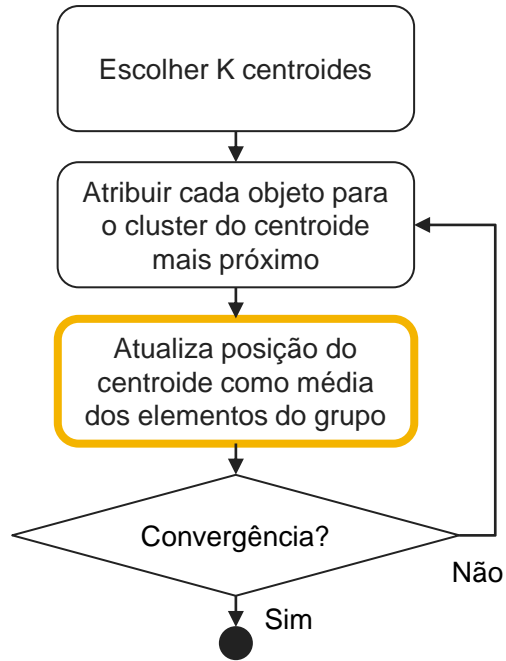 Escolher K centroides
Atribuir cada objeto para
o cluster do centroide
mais próximo
Atualiza posição do
centroide como média
dos elementos do grupo
Convergência?
Não
Sim